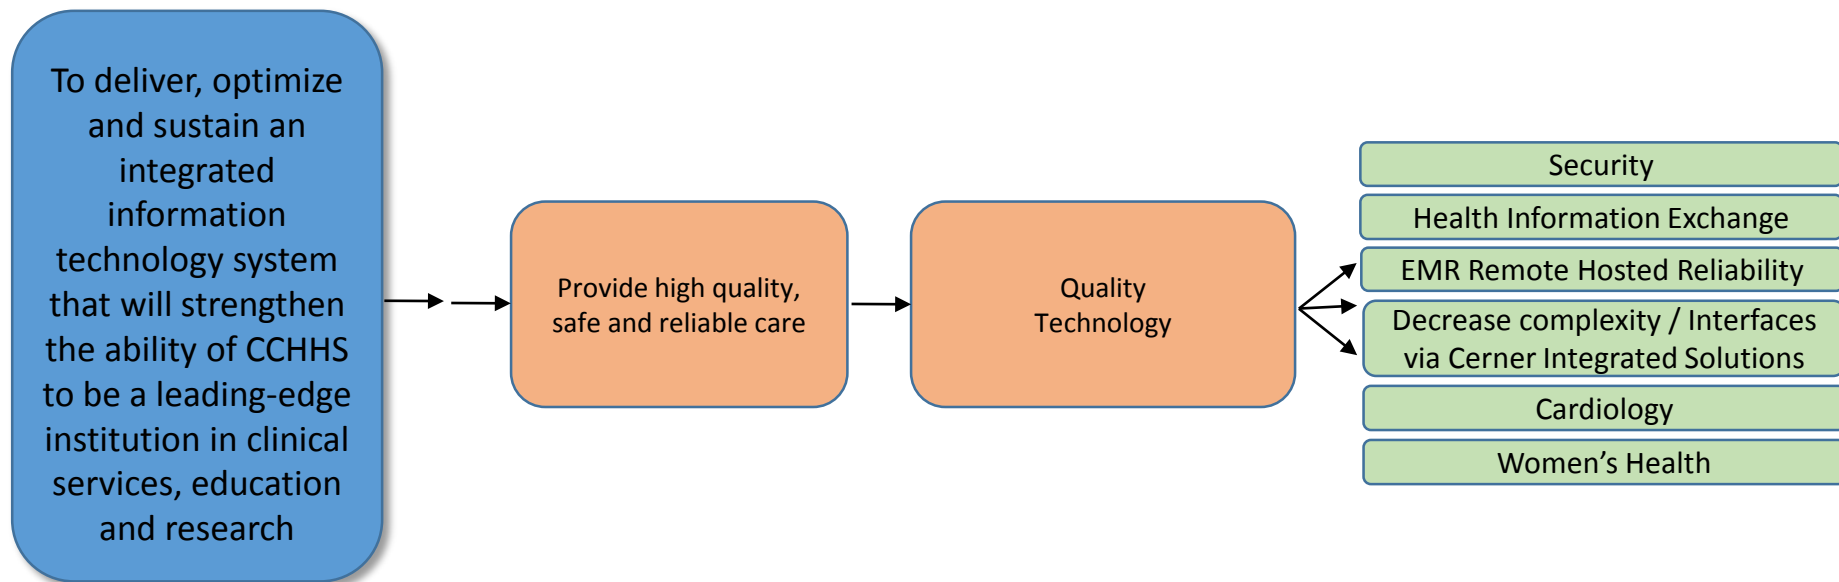 To deliver, optimize
and sustain an
integrated
information
technology system
that will strengthen
the ability of CCHHS
to be a leading-edge
institution in clinical
services, education
and research
Provide high quality,
safe and reliable care
Quality
Technology
Security
Health Information Exchange
EMR Remote Hosted Reliability
Decrease complexity / Interfaces
via Cerner Integrated Solutions
Cardiology
Women’s Health